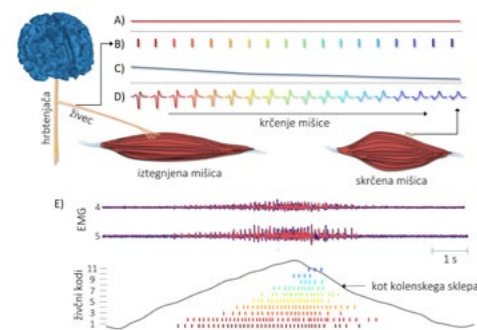 A)
B)
C)
D)
hrbtenjača
živec
krčenje mišice
iztegnjena mišica
skrčena mišica
E)
EMG
4
5
1 s
živčni kodi
11
9
7
5
3
1
kot kolenskega sklepa